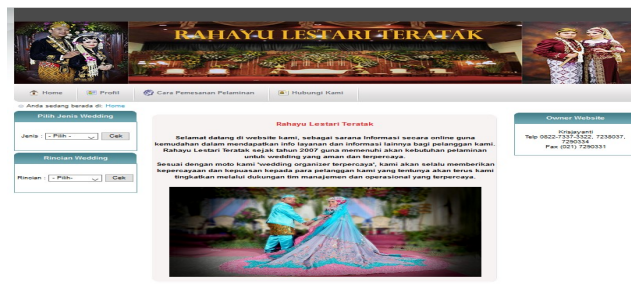 RAHAYU LESTARI TERATAK
Home Profil Cara Pemesanan Pelaminan Hubungi Kami
Anda sedang berada di: Home
Pilih Jenis Wedding
Jenis : - Pilih - Cek
Rincian Wedding
Rincian : - Pilih- Cek
Rahayu Lestari Teratak
Selamat datang di website kami, sebagai sarana Informasi secara online guna
kemudahan dalam mendapatkan info layanan dan informasi lainnya bagi pelanggan kami.
Rahayu Lestari Teratak sejak tahun 2007 guna memenuhi akan kebutuhan pelaminan
untuk wedding yang aman dan terpercaya.
Sesuai dengan moto kami 'wedding organizer terpercaya', kami akan selalu memberikan
kepercayaan dan kepuasan kepada para pelanggan kami yang tentunya akan terus kami
tingkatkan melalui dukungan tim manajemen dan operasional yang terpercaya.
Owner Website
Krisjayanti
Telp 0822-7337-3322, 7238037,
7290334
Fax (021) 7290331